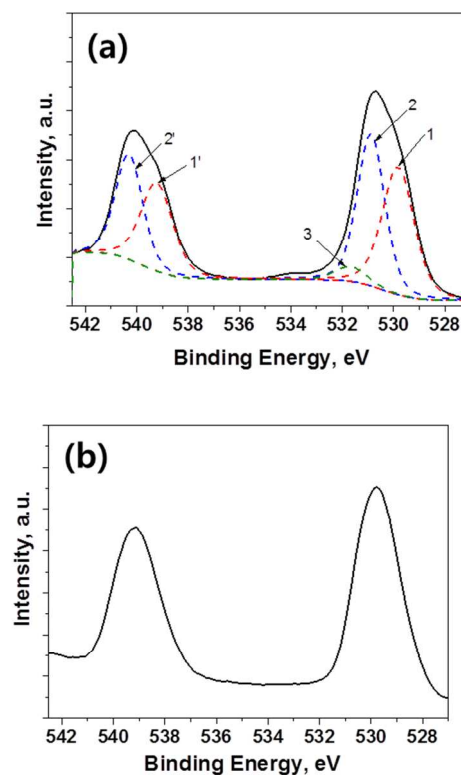 (a)
Intensity, a.u.
2'
1'
2
1
3
542 540 538 536 534 532 530 528
Binding Energy, eV
(b)
Intensity, a.u.
542 540 538 536 534 532 530 528
Binding Energy, eV